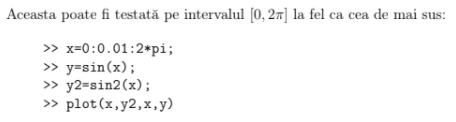 Aceasta poate fi testată pe intervalul [0, 2π] la fel ca cea de mai sus:
>> x=0:0.01:2*pi;
>> y=sin(x);
>> y2=sin2(x);
>> plot(x,y2,x,y)